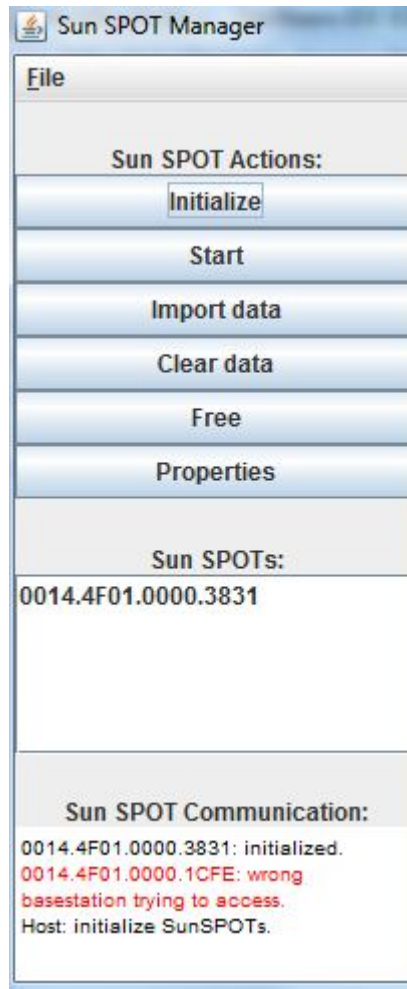 Sun SPOT Manager
File
Sun SPOT Actions:
Initialize
Start
Import data
Clear data
Free
Properties
Sun SPOTs:
0014.4F01.0000.3831
Sun SPOT Communication:
0014.4F01.0000.3831: initialized.
0014.4F01.0000.1CFE: wrong
basestation trying to access.
Host: initialize SunSPOTs.